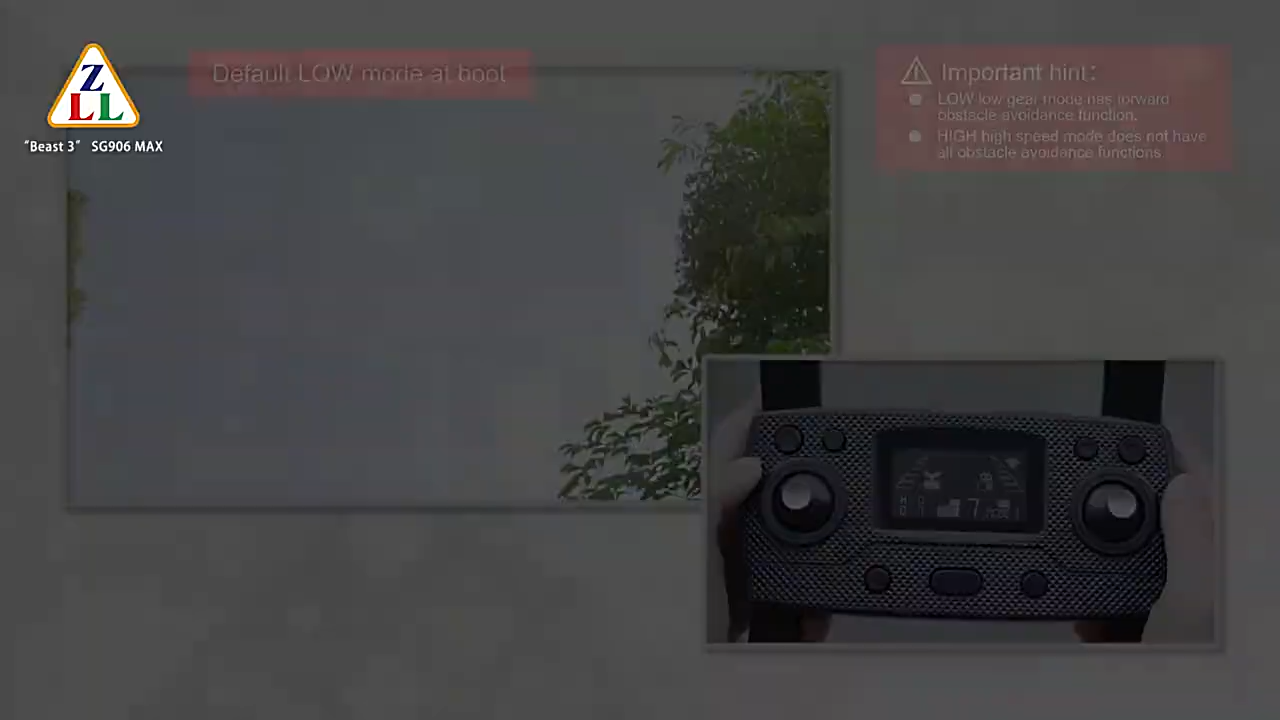 Z
LL
"Beast 3" SG906 MAX
Default LOW mode at boot
Important hint:
LOW low gear mode has forward
obstacle avoidance function.
HIGH high speed mode does not have
all obstacle avoidance functions